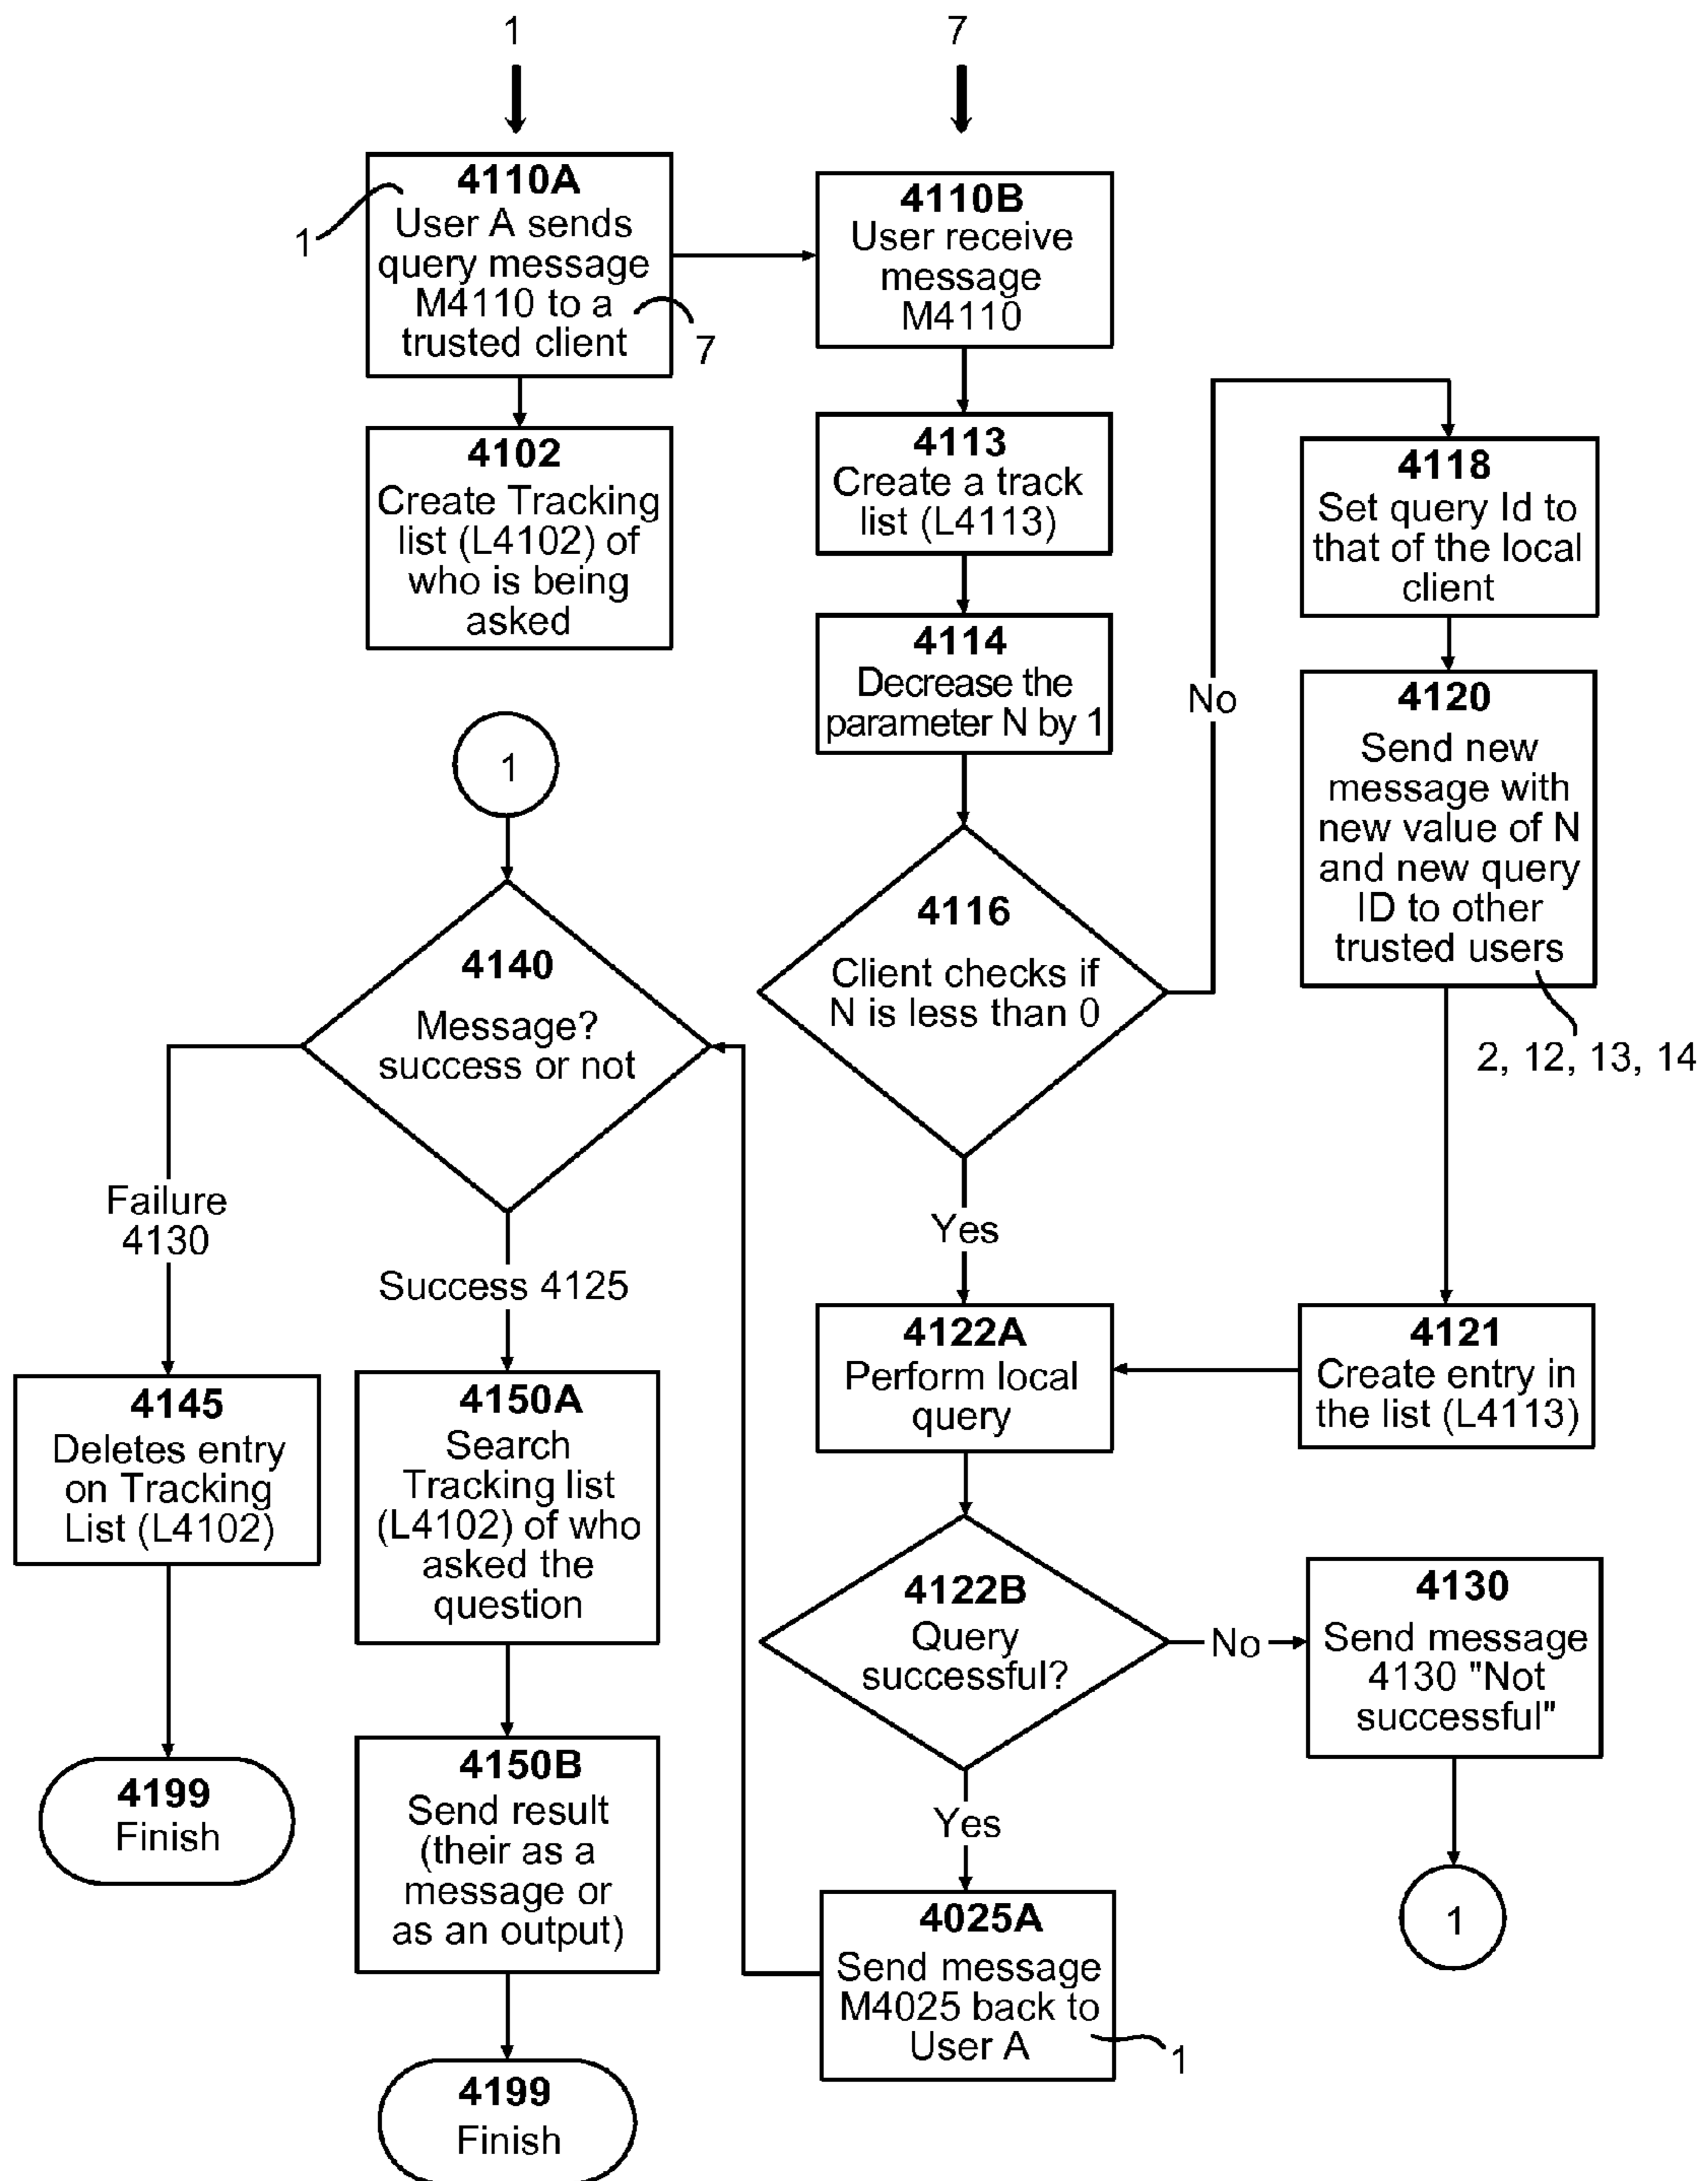 1
7
4110A
User A sends
query message
M4110 to a
trusted client
1
7
4110B
User receive
message
M4110
4102
Create Tracking
list (L4102) of
who is being
asked
4113
Create a track
list (L4113)
4114
Decrease the
parameter N by 1
4116
Client checks if
N is less than 0
No
Yes
4118
Set query Id to
that of the local
client
4120
Send new
message with
new value of N
and new query
ID to other
trusted users
2, 12, 13, 14
4121
Create entry in
the list (L4113)
4122A
Perform local
query
4122B
Query
successful?
No
4130
Send message
4130 "Not
successful"
1
Yes
4025A
Send message
M4025 back to
User A
1
1
4140
Message?
success or not
Failure
4130
Success 4125
4145
Deletes entry
on Tracking
List (L4102)
4199
Finish
4150A
Search
Tracking list
(L4102) of who
asked the
question
4150B
Send result
(their as a
message or
as an output)
4199
Finish